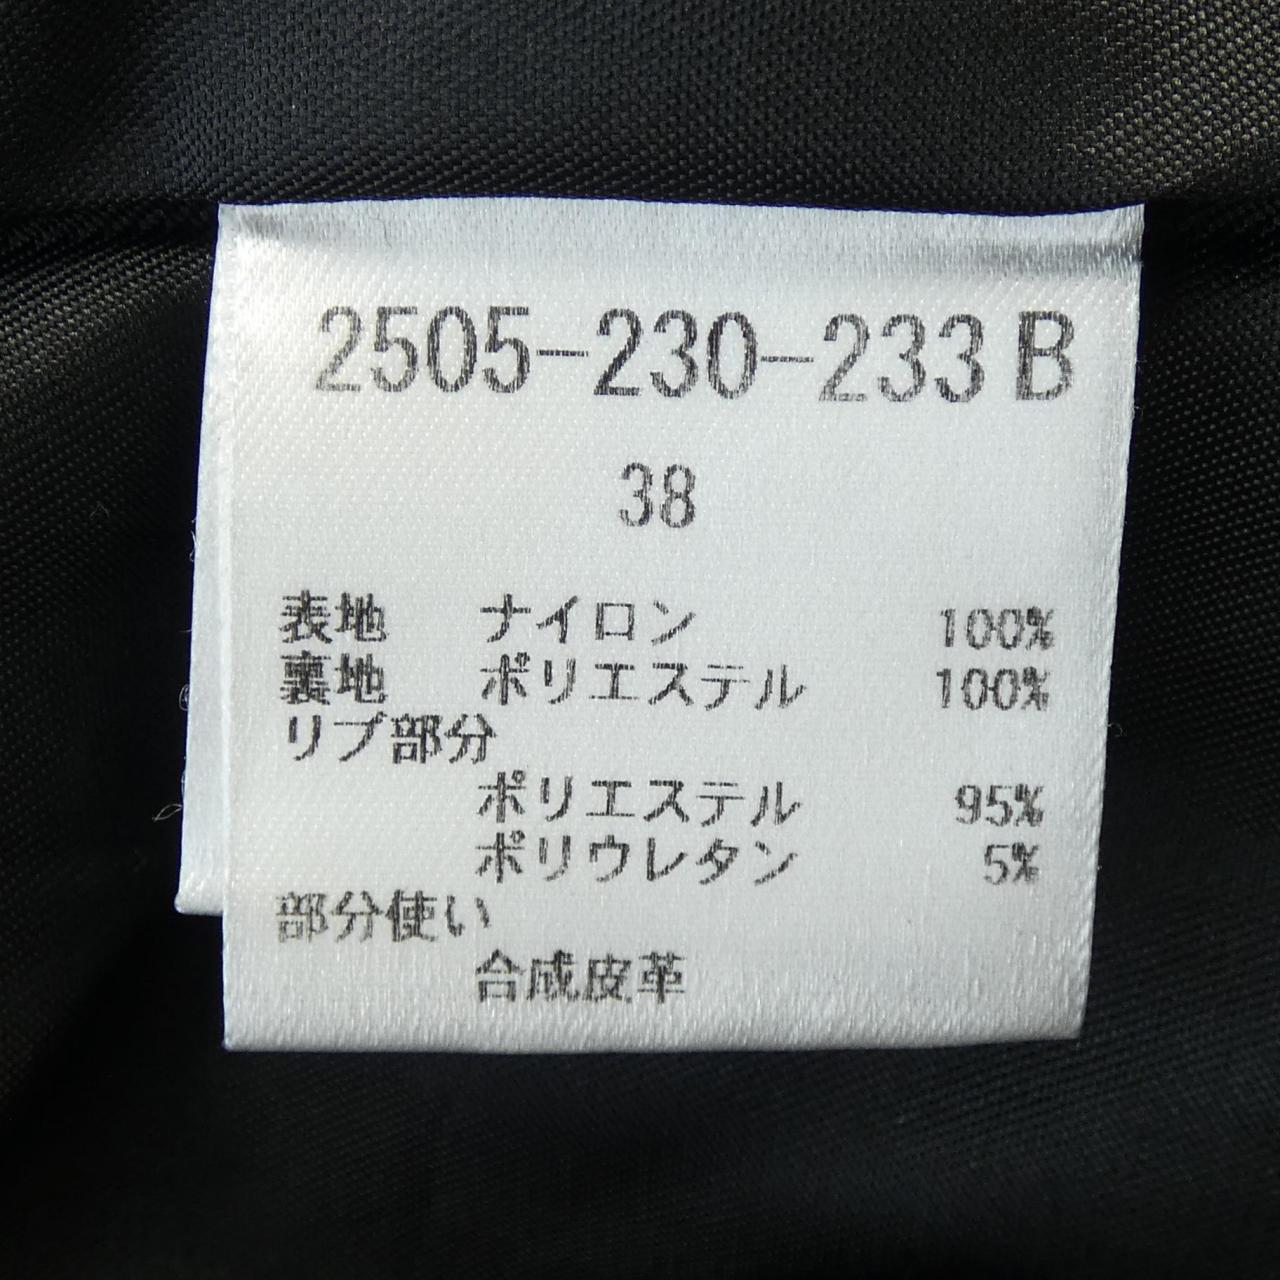 2505-230-233 B
38
表地 ナイロン 100%
裏地 ポリエステル 100%
リブ部分
ポリエステル 95%
ポリウレタン 5%
部分使い
合成皮革